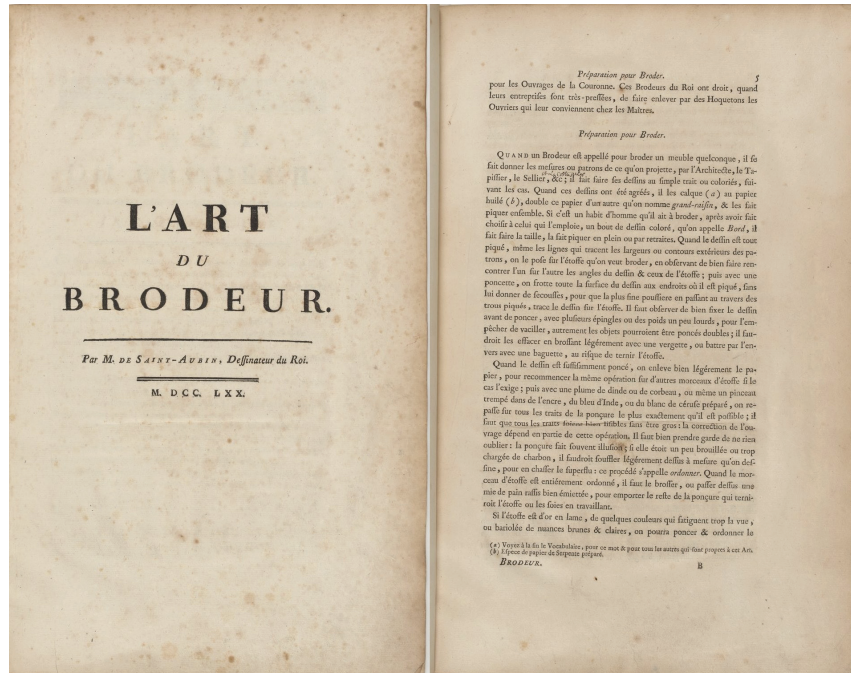 L'ART
DU
BRODEUR.
Par M. DE SAINT-AUBIN, Deſſinateur du Roi.
M. DCC. LXX.
Préparation pour Broder. 5
pour les Ouvrages de la Couronne. Ces Brodeurs du Roi ont droit, quand
leurs entrepriſes ſont très-preſſées, de faire enlever par des Hoquetons les
Ouvriers qui leur conviennent chez les Maîtres.
Préparation pour Broder.
QUAND un Brodeur eſt appellé pour broder un meuble quelconque, il ſe
fait donner les meſures ou patrons de ce qu'on projette, par l'Architecte, le Ta-
piſſier, le Sellier, &c; il fait faire ſes deſſins au ſimple trait ou coloriés, ſui-
vant les cas. Quand ces deſſins ont été agréés, il les calque (a) au papier
huilé (b), double ce papier d'un autre qu'on nomme grand-raiſin, & les fait
piquer enſemble. Si c'eſt un habit d'homme qu'il ait à broder, après avoir fait
choiſir à celui qui l'emploie, un bout de deſſin coloré, qu'on appelle Bord, il
fait faire la taille, la fait piquer en plein ou par retraites. Quand le deſſin eſt tout
piqué, même les lignes qui tracent les largeurs ou contours extérieurs des pa-
trons, on le poſe ſur l'étoffe qu'on veut broder, en obſervant de bien faire ren-
contrer l'un ſur l'autre les angles du deſſin & ceux de l'étoffe; puis avec une
poncette, on frotte toute la ſurface du deſſin aux endroits où il eſt piqué, ſans
lui donner de ſecouſſes, pour que la plus fine pouſſiere en paſſant au travers des
trous piqués, trace le deſſin ſur l'étoffe. Il faut obſerver de bien fixer le deſſin
avant de poncer, avec pluſieurs épingles ou des poids un peu lourds, pour l'em-
pêcher de vaciller, autrement les objets pourroient être poncés doubles; il fau-
droit les effacer en broſſant légérement avec une vergette, ou battre par l'en-
vers avec une baguette, au riſque de ternir l'étoffe.
Quand le deſſin eſt ſuffiſamment poncé, on enleve bien légérement le pa-
pier, pour recommencer la même opération ſur d'autres morceaux d'étoffe ſi le
cas l'exige; puis avec une plume de dinde ou de corbeau, ou même un pinceau
trempé dans de l'encre, du bleu d'Inde, ou du blanc de céruſe préparé, on re-
paſſe ſur tous les traits de la ponçure le plus exactement qu'il eſt poſſible; il
faut que tous les traits ſoient bien liſibles ſans être gros: la correction de l'ou-
vrage dépend en partie de cette opération. Il faut bien prendre garde de ne rien
oublier: la ponçure fait ſouvent illuſion; ſi elle étoit un peu brouillée ou trop
chargée de charbon, il faudroit ſouffler légérement deſſus à meſure qu'on deſ-
ſine, pour en chaſſer le ſuperflu: ce procédé s'appelle ordonner. Quand le mor-
ceau d'étoffe eſt entiérement ordonné, il faut le broſſer, ou paſſer deſſus une
mie de pain raſſis bien émiettée, pour emporter le reſte de la ponçure qui terni-
roit l'étoffe ou les ſoies en travaillant.
Si l'étoffe eſt d'or en lame, de quelques couleurs qui fatiguent trop la vue,
ou bariolée de nuances brunes & claires, on pourra poncer & ordonner le
(a) Voyez à la fin le Vocabulaire, pour ce mot & pour tous les autres qui ſont propres à cet Art.
(b) Eſpece de papier de Serpente préparé.
BRODEUR. B